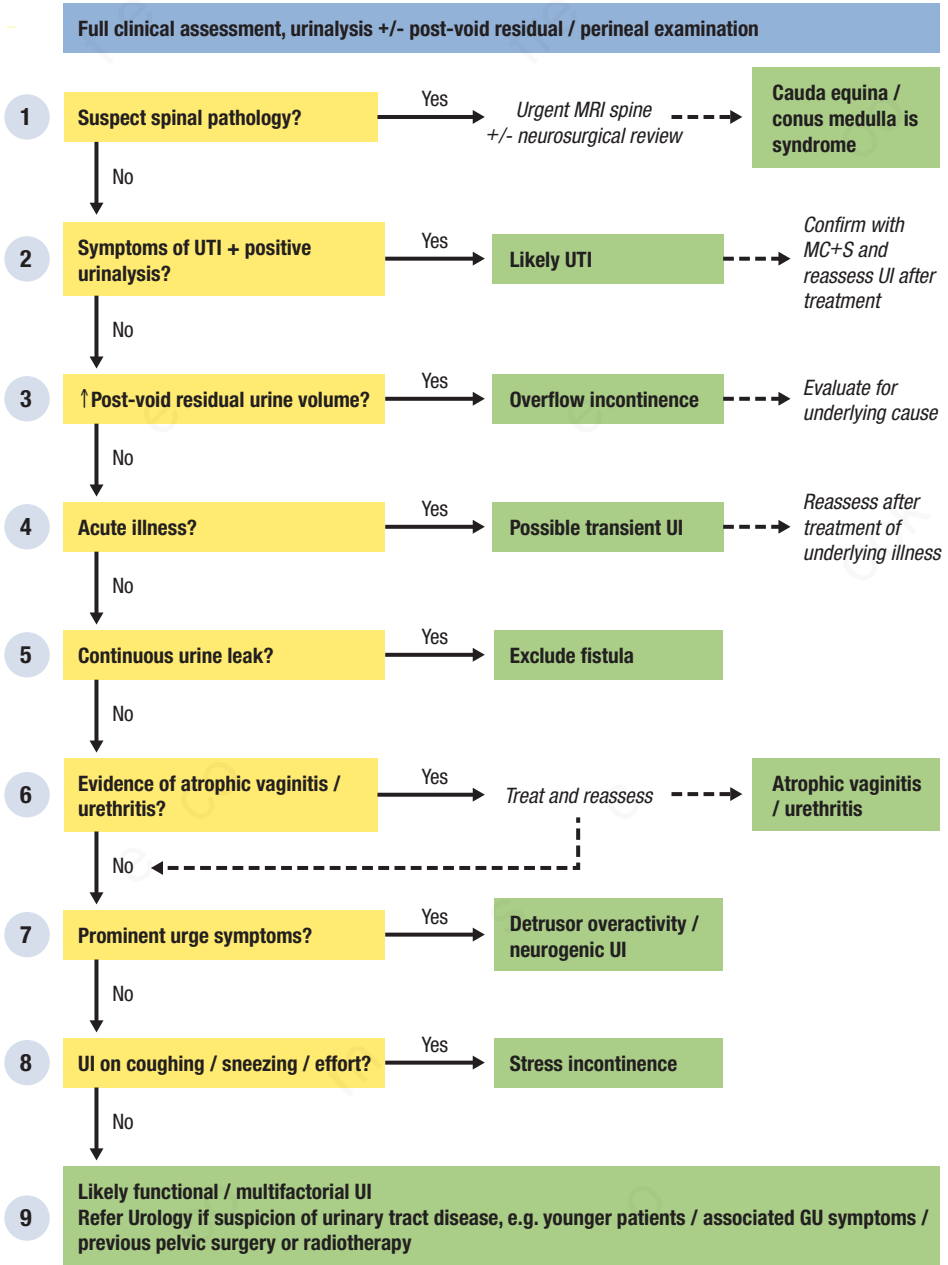 Full clinical assessment, urinalysis +/- post-void residual / perineal examination
1
Suspect spinal pathology?
Yes
Urgent MRI spine
+/- neurosurgical review
Cauda equina /
conus medulla is
syndrome
No
2
Symptoms of UTI + positive
urinalysis?
Yes
Likely UTI
Confirm with
MC+S and
reassess UI after
treatment
No
3
↑Post-void residual urine volume?
Yes
Overflow incontinence
Evaluate for
underlying cause
No
4
Acute illness?
Yes
Possible transient UI
Reassess after
treatment of
underlying illness
No
5
Continuous urine leak?
Yes
Exclude fistula
No
6
Evidence of atrophic vaginitis /
urethritis?
Yes
Treat and reassess
Atrophic vaginitis
/ urethritis
No
7
Prominent urge symptoms?
Yes
Detrusor overactivity /
neurogenic UI
No
8
UI on coughing / sneezing / effort?
Yes
Stress incontinence
No
9
Likely functional / multifactorial UI
Refer Urology if suspicion of urinary tract disease, e.g. younger patients / associated GU symptoms /
previous pelvic surgery or radiotherapy